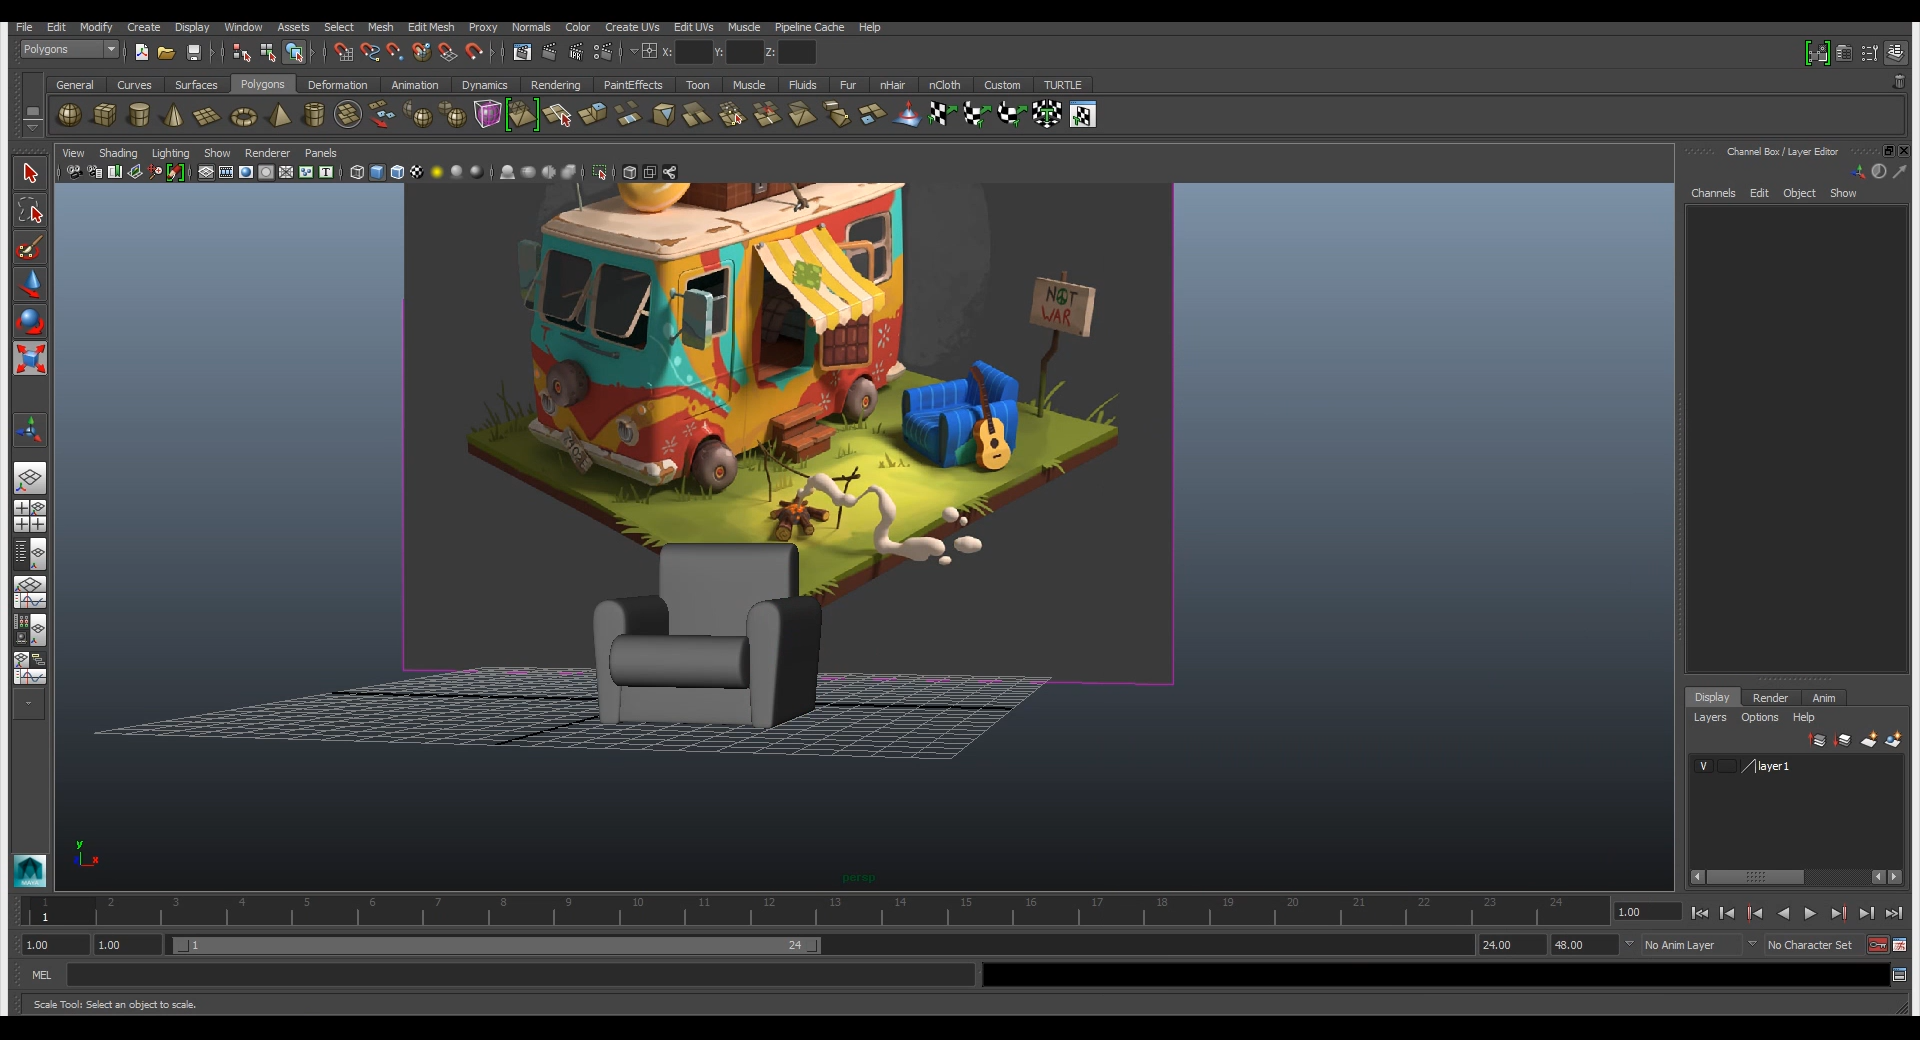 File Edit Modify Create Display Window Assets Select Mesh Edit Mesh Proxy Normals Color Create UVs Edit UVs Muscle Pipeline Cache Help
Polygons X: Y: Z:
General Curves Surfaces Polygons Deformation Animation Dynamics Rendering PaintEffects Toon Muscle Fluids Fur nHair nCloth Custom TURTLE
View Shading Lighting Show Renderer Panels
Channel Box / Layer Editor
Channels Edit Object Show
NOT
WAR
Display Render Anim
Layers Options Help
V layer1
y
x
persp
MAYA
1 2 3 4 5 6 7 8 9 10 11 12 13 14 15 16 17 18 19 20 21 22 23 24
1 1.00
1.00 1.00 1 24 24.00 48.00 No Anim Layer No Character Set
MEL
Scale Tool: Select an object to scale.